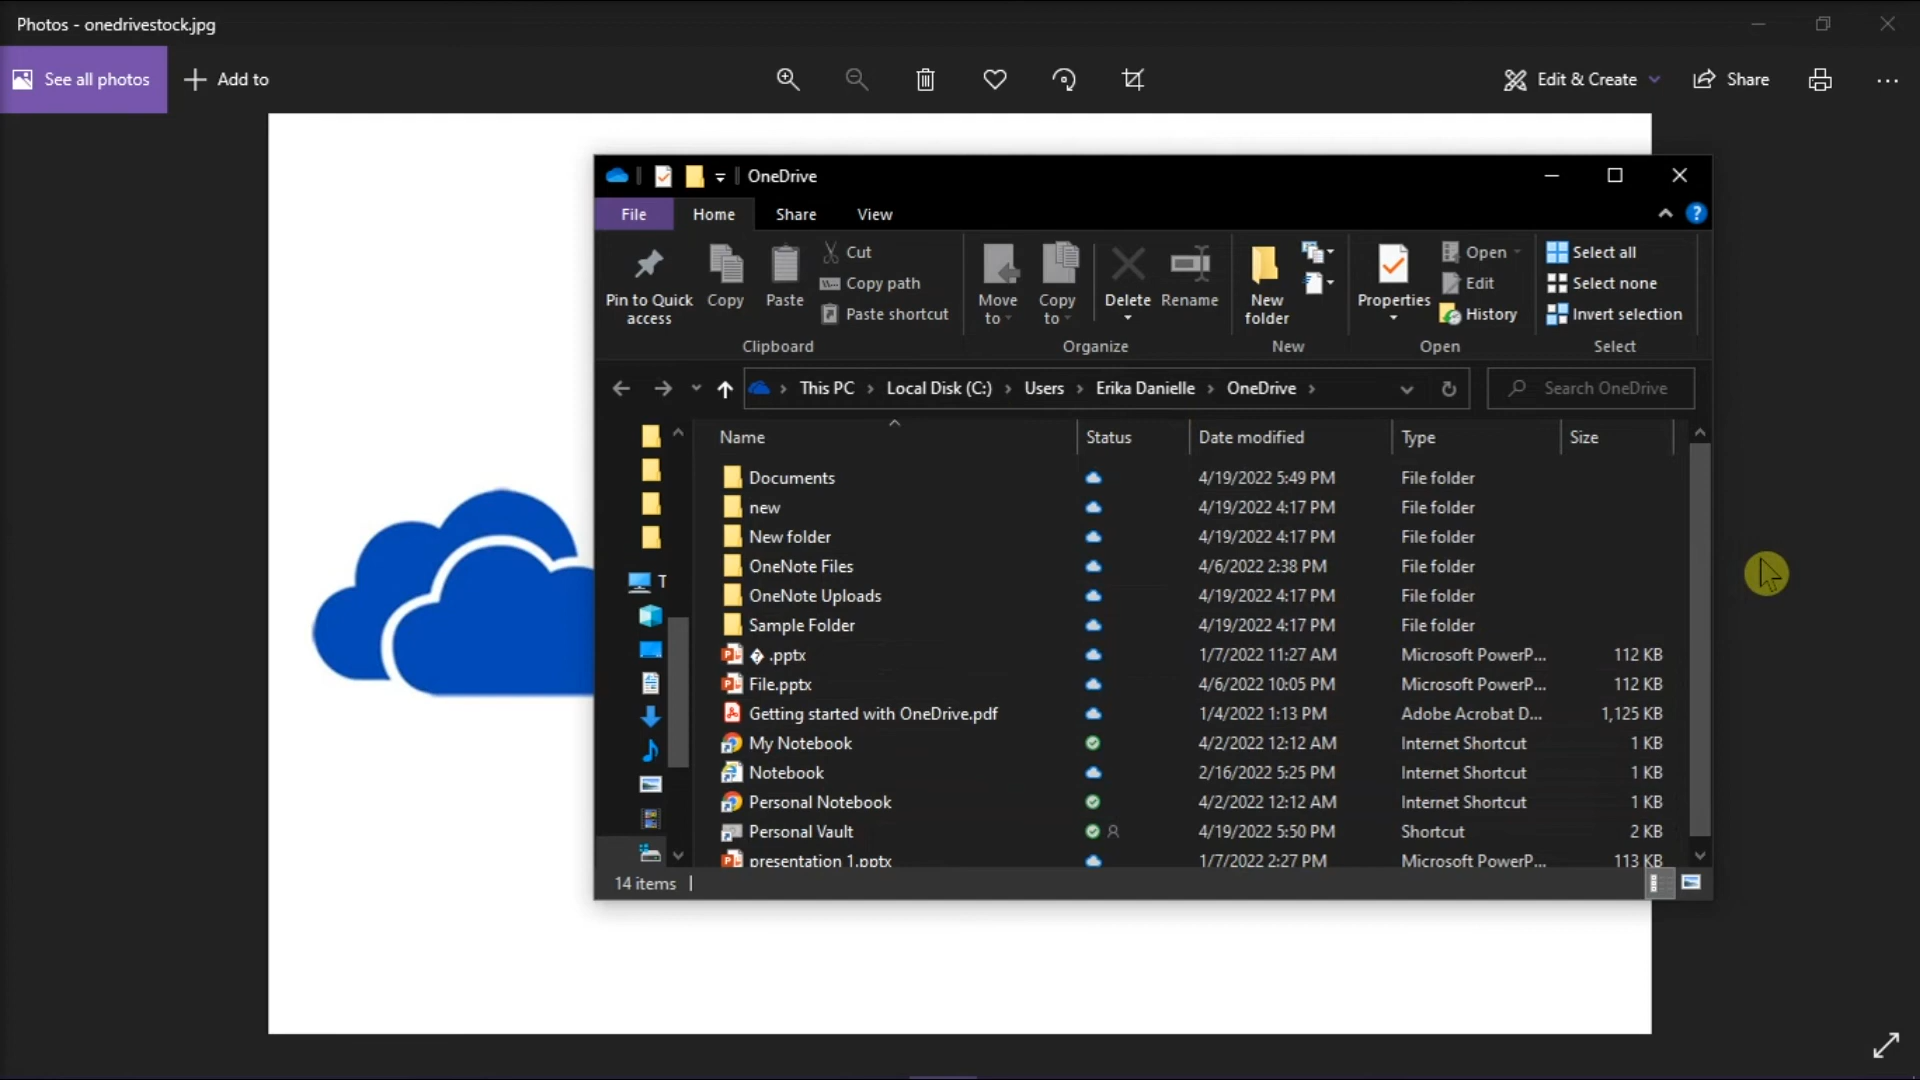 Photos - onedrivestock.jpg
See all photos
Add to
Edit & Create
Share
OneDrive
File Home Share View
Pin to Quick access
Copy
Paste
Cut
Copy path
Paste shortcut
Clipboard
Move to
Copy to
Delete
Rename
Organize
New folder
New
Properties
Open
Edit
History
Open
Select all
Select none
Invert selection
Select
This PC > Local Disk (C:) > Users > Erika Danielle > OneDrive >
Search OneDrive
T
Name Status Date modified Type Size
Documents 4/19/2022 5:49 PM File folder
new 4/19/2022 4:17 PM File folder
New folder 4/19/2022 4:17 PM File folder
OneNote Files 4/6/2022 2:38 PM File folder
OneNote Uploads 4/19/2022 4:17 PM File folder
Sample Folder 4/19/2022 4:17 PM File folder
� .pptx 1/7/2022 11:27 AM Microsoft PowerP... 112 KB
File.pptx 4/6/2022 10:05 PM Microsoft PowerP... 112 KB
Getting started with OneDrive.pdf 1/4/2022 1:13 PM Adobe Acrobat D... 1,125 KB
My Notebook 4/2/2022 12:12 AM Internet Shortcut 1 KB
Notebook 2/16/2022 5:25 PM Internet Shortcut 1 KB
Personal Notebook 4/2/2022 12:12 AM Internet Shortcut 1 KB
Personal Vault 4/19/2022 5:50 PM Shortcut 2 KB
presentation 1.pptx 1/7/2022 2:27 PM Microsoft PowerP... 113 KB
14 items